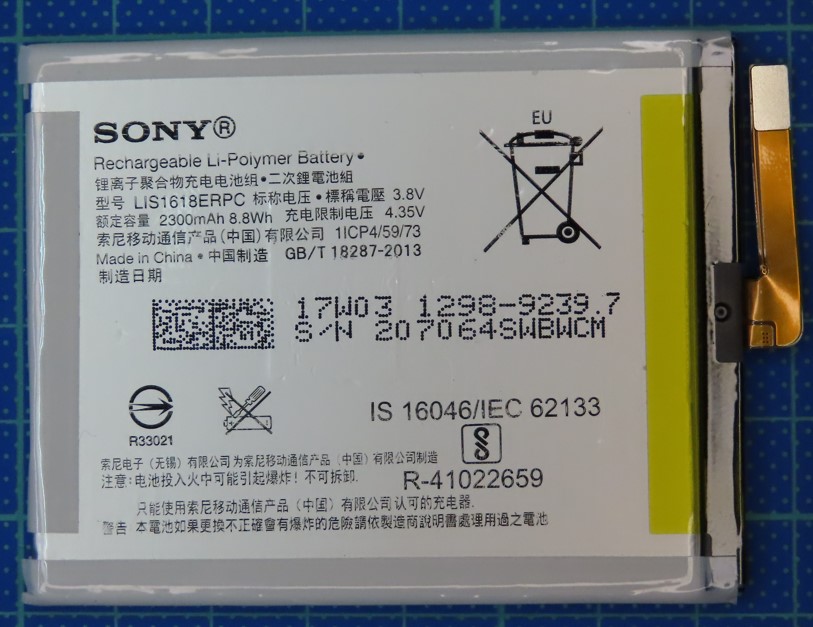 SONY®
EU
Rechargeable Li-Polymer Battery •
锂离子聚合物充电电池组•二次鋰電池組
型号 LIS1618ERPC 标称电压•標稱電壓 3.8V
额定容量 2300mAh 8.8Wh 充电限制电压 4.35V
索尼移动通信产品(中国)有限公司 1ICP4/59/73
Made in China • 中国制造 GB/T 18287-2013
制造日期
17W03 1298-9239.7
S/N 207064SWBWCM
R33021
IS 16046/IEC 62133
R-41022659
索尼电子（无锡）有限公司为索尼移动通信产品（中国）有限公司制造
注意:电池投入火中可能引起爆炸！不可拆卸.
只能使用索尼移动通信产品（中国）有限公司认可的充电器.
警告 本電池如果更換不正確會有爆炸的危險請依製造商說明書處理用過之電池